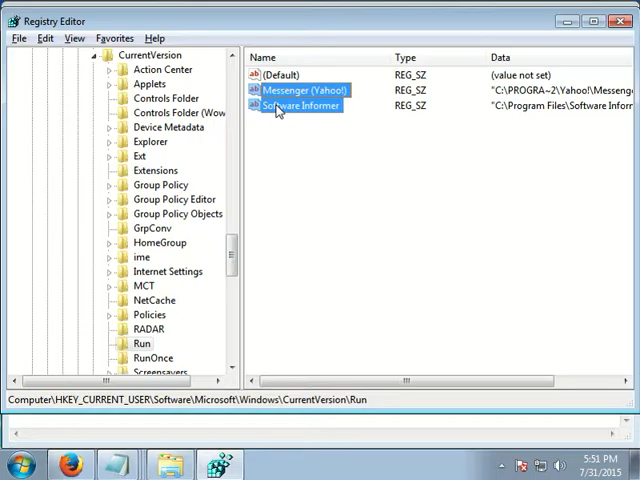 Registry Editor
File Edit View Favorites Help
CurrentVersion
Action Center
Applets
Controls Folder
Controls Folder (Wow
Device Metadata
Explorer
Ext
Extensions
Group Policy
Group Policy Editor
Group Policy Objects
GrpConv
HomeGroup
ime
Internet Settings
MCT
NetCache
Policies
RADAR
Run
RunOnce
Screensavers
Name Type Data
(Default) REG_SZ (value not set)
Messenger (Yahoo!) REG_SZ "C:\PROGRA~2\Yahoo!\Messeng
Software Informer REG_SZ "C:\Program Files\Software Infor
Computer\HKEY_CURRENT_USER\Software\Microsoft\Windows\CurrentVersion\Run
5:51 PM
7/31/2015